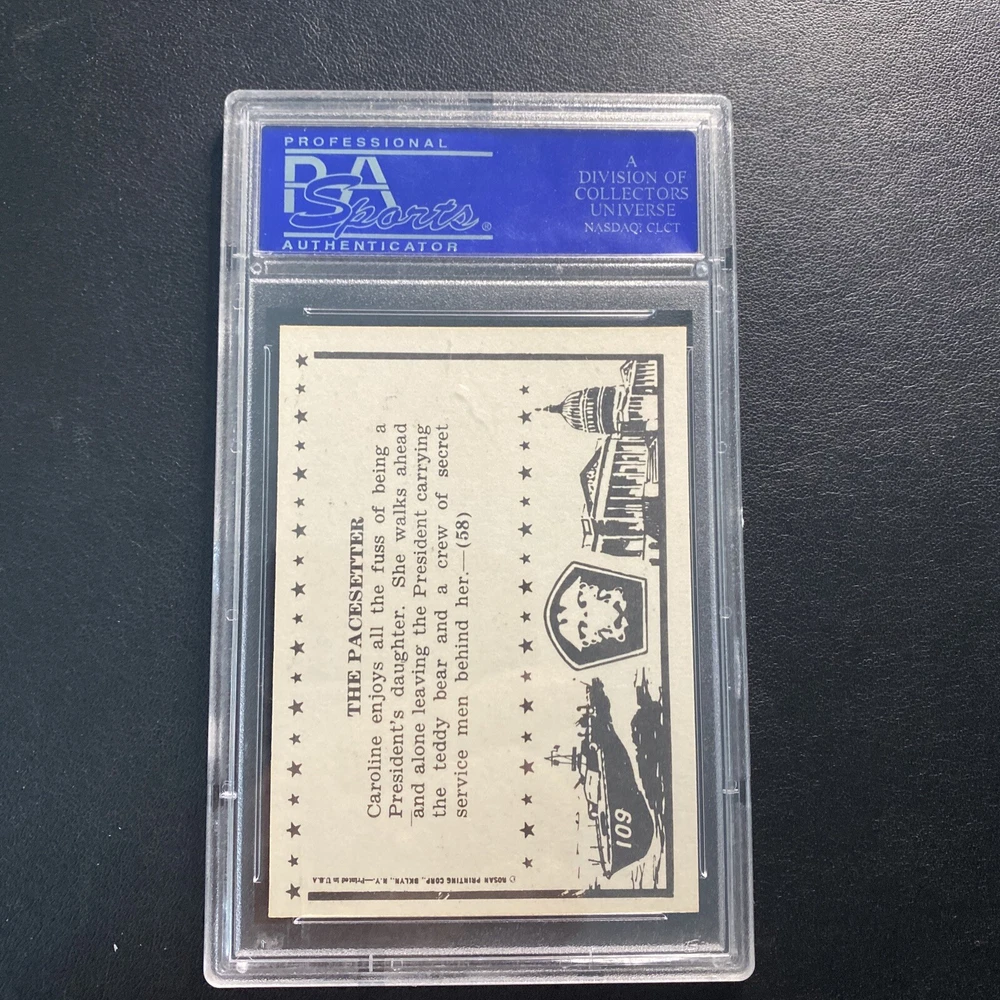 PROFESSIONAL
PSA
Sports®
AUTHENTICATOR
A
DIVISION OF
COLLECTORS
UNIVERSE
NASDAQ: CLCT
THE PACESETTER
Caroline enjoys all the fuss of being a
President's daughter. She walks ahead
and alone leaving the President carrying
the teddy bear and a crew of secret
service men behind her.—(58)
109
© ROSAN PRINTING CORP., BKLYN., N.Y.—Printed in U.S.A